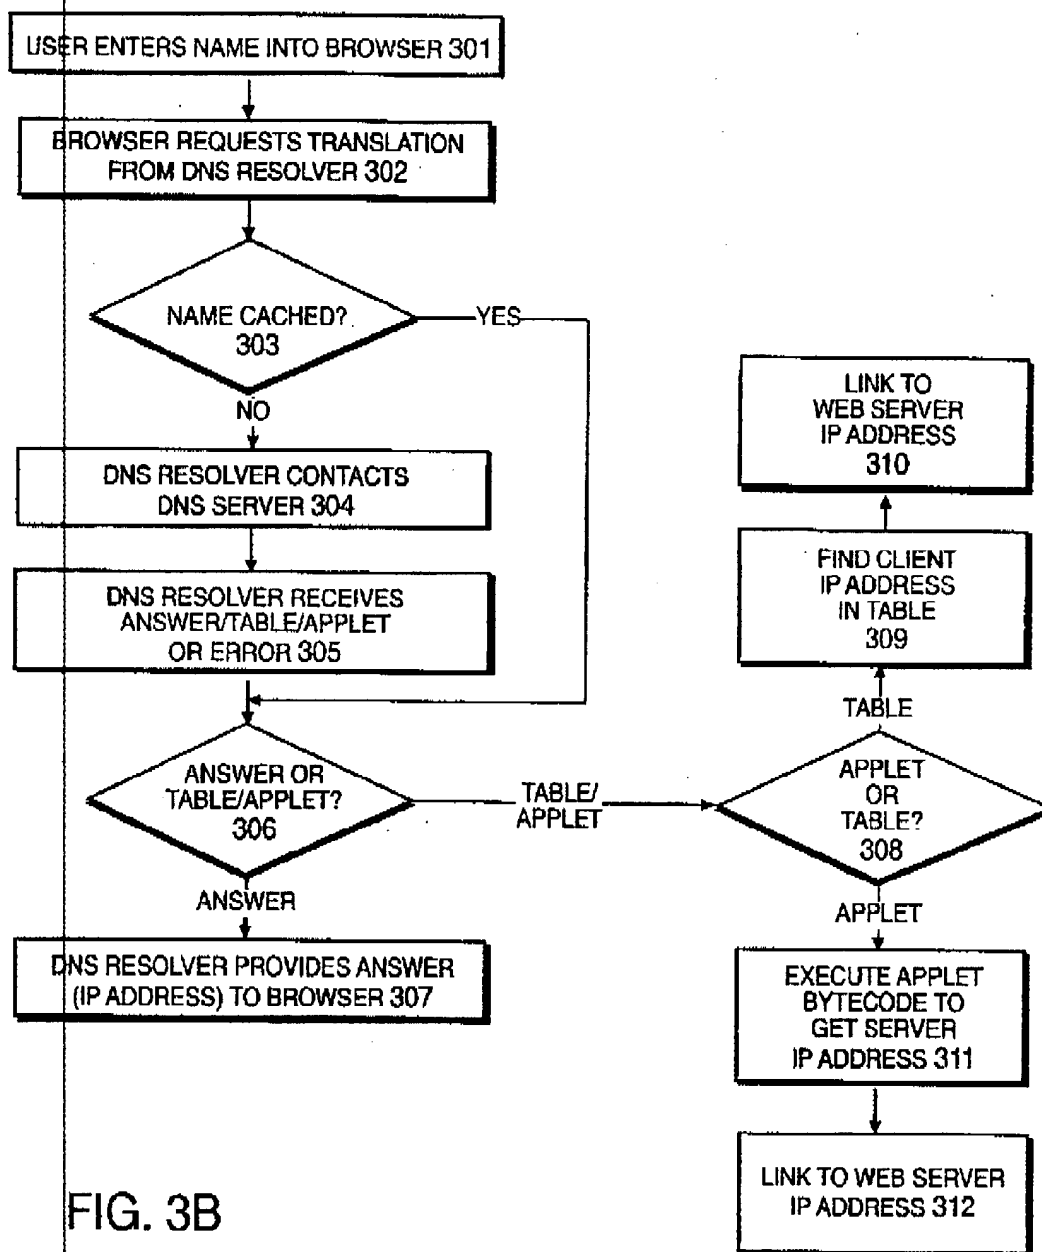 USER ENTERS NAME INTO BROWSER 301
BROWSER REQUESTS TRANSLATION
FROM DNS RESOLVER 302
NAME CACHED?
303
YES
NO
DNS RESOLVER CONTACTS
DNS SERVER 304
DNS RESOLVER RECEIVES
ANSWER/TABLE/APPLET
OR ERROR 305
ANSWER OR
TABLE/APPLET?
306
TABLE/
APPLET
ANSWER
DNS RESOLVER PROVIDES ANSWER
(IP ADDRESS) TO BROWSER 307
LINK TO
WEB SERVER
IP ADDRESS
310
FIND CLIENT
IP ADDRESS
IN TABLE
309
TABLE
APPLET
OR
TABLE?
308
APPLET
EXECUTE APPLET
BYTECODE TO
GET SERVER
IP ADDRESS 311
LINK TO WEB SERVER
IP ADDRESS 312
FIG. 3B